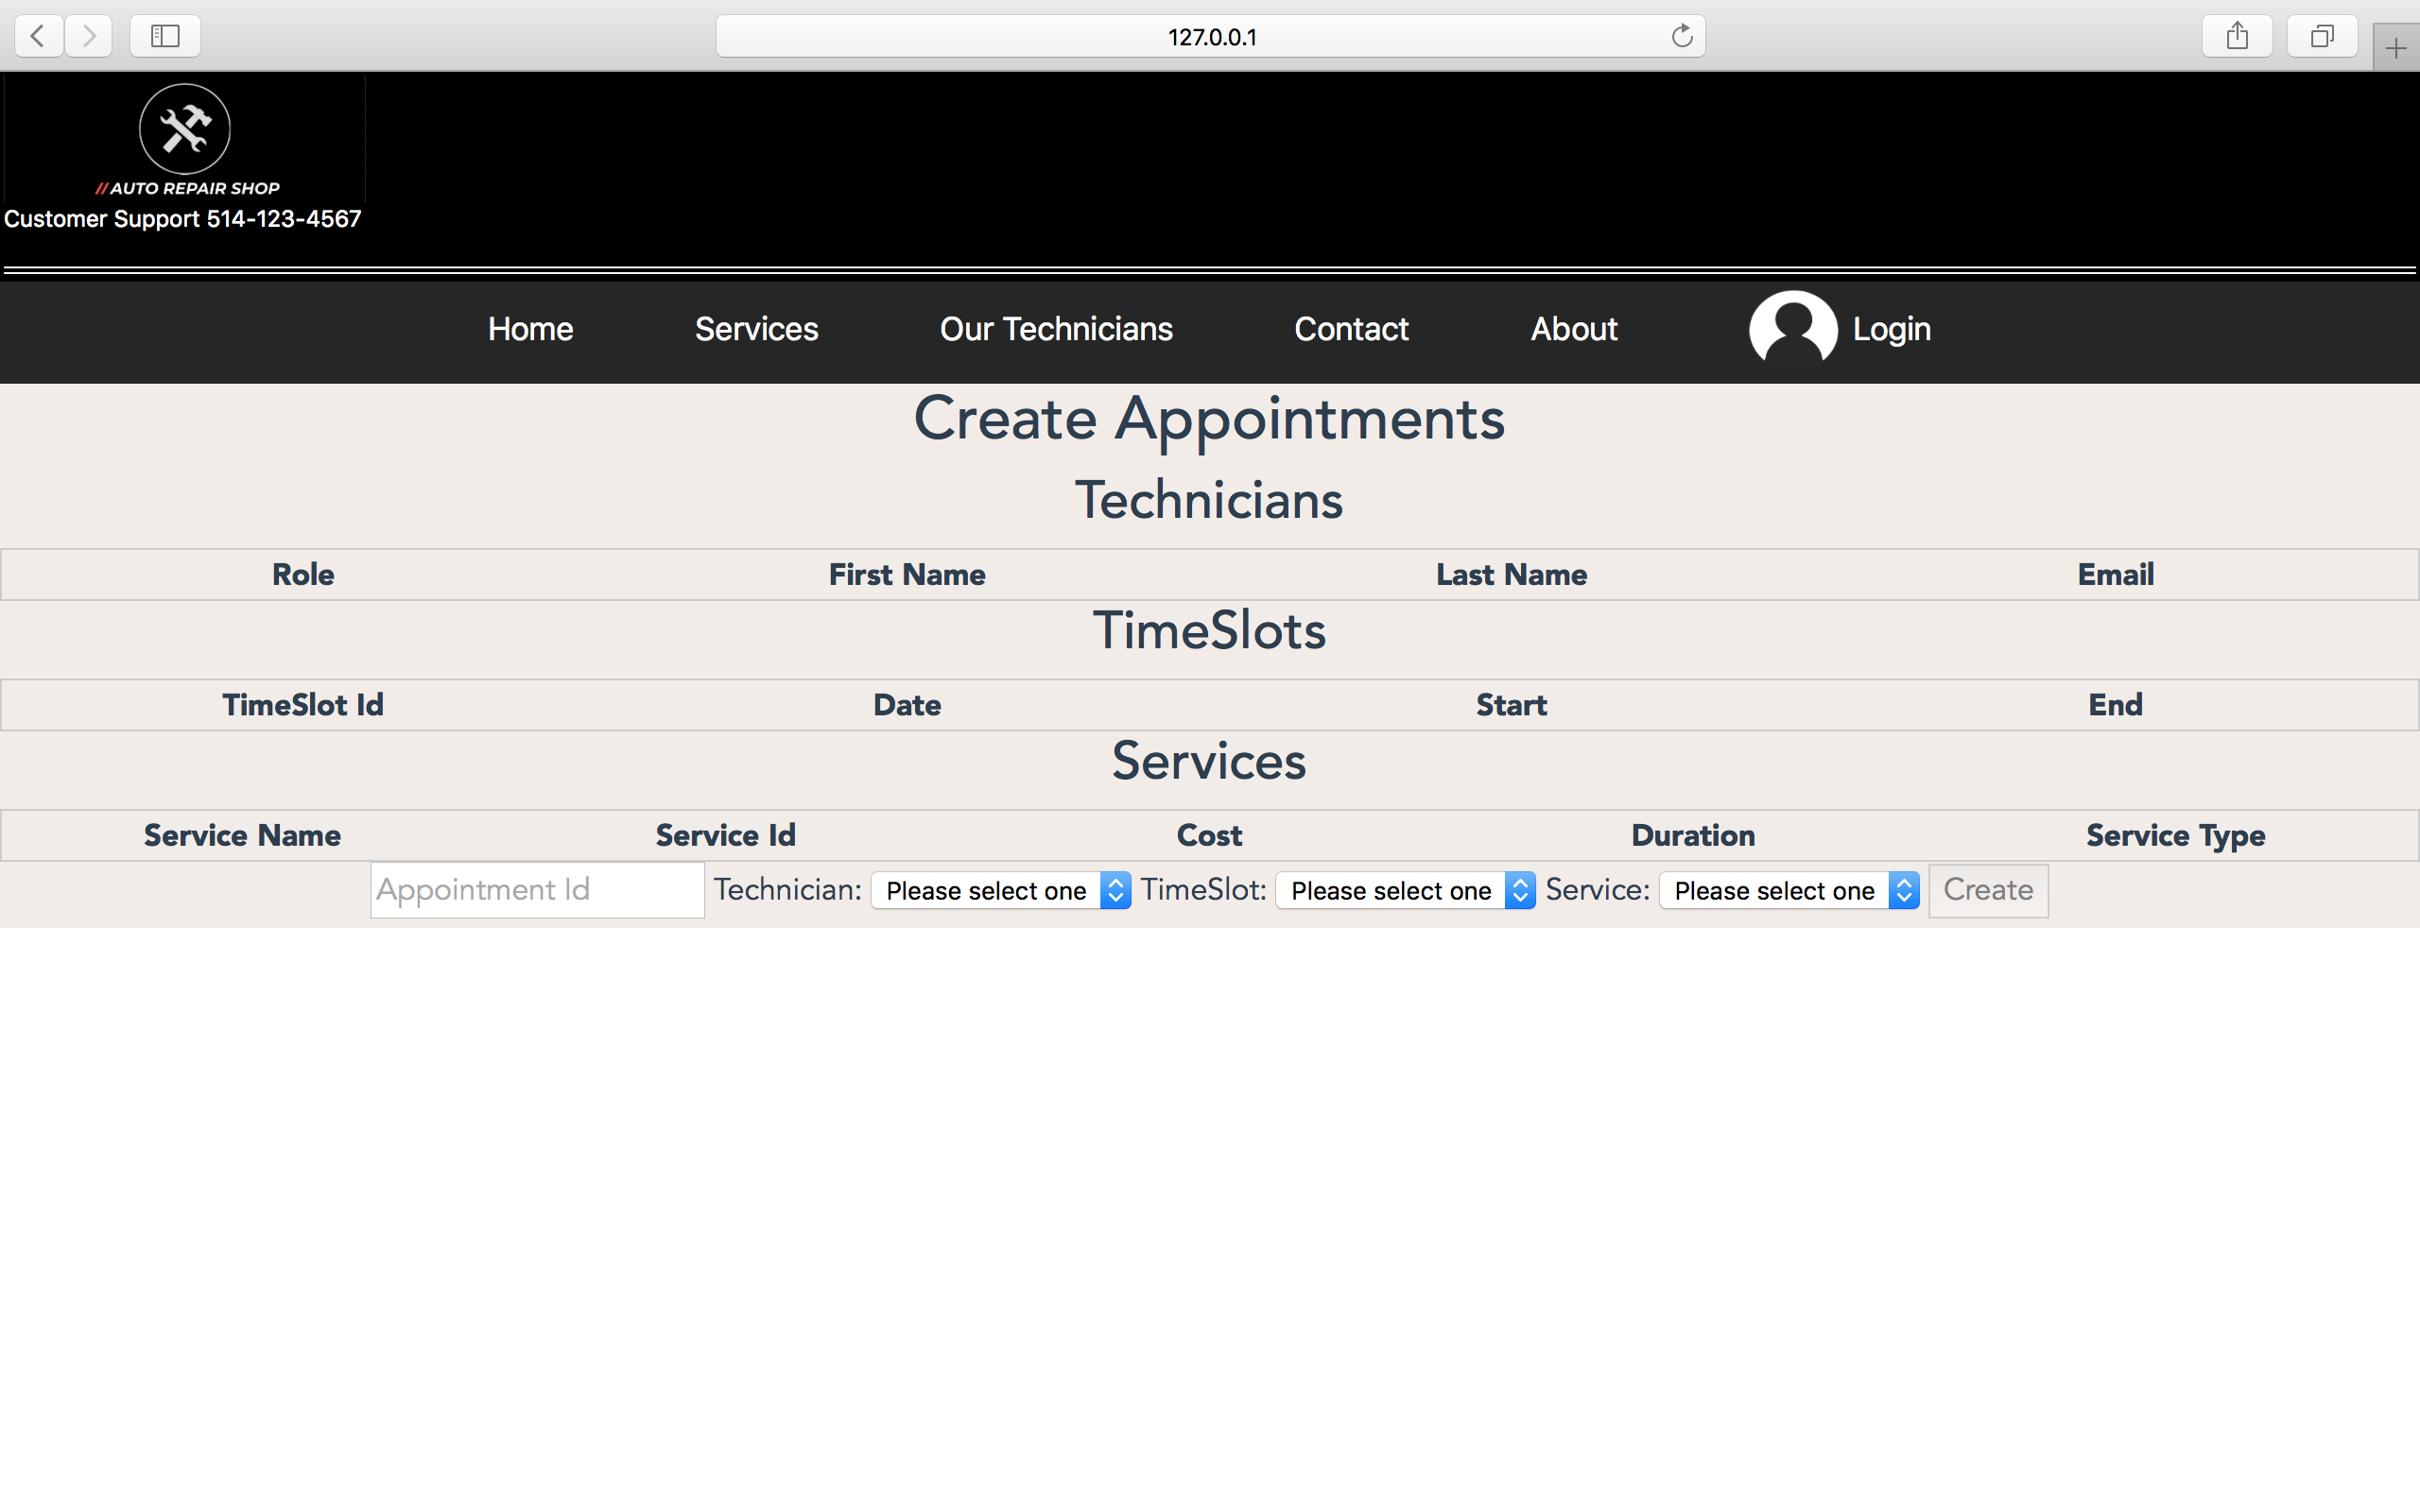 127.0.0.1
// AUTO REPAIR SHOP
Customer Support 514-123-4567
Home Services Our Technicians Contact About Login
Create Appointments
Technicians
Role First Name Last Name Email
TimeSlots
TimeSlot Id Date Start End
Services
Service Name Service Id Cost Duration Service Type
Appointment Id Technician: Please select one TimeSlot: Please select one Service: Please select one Create